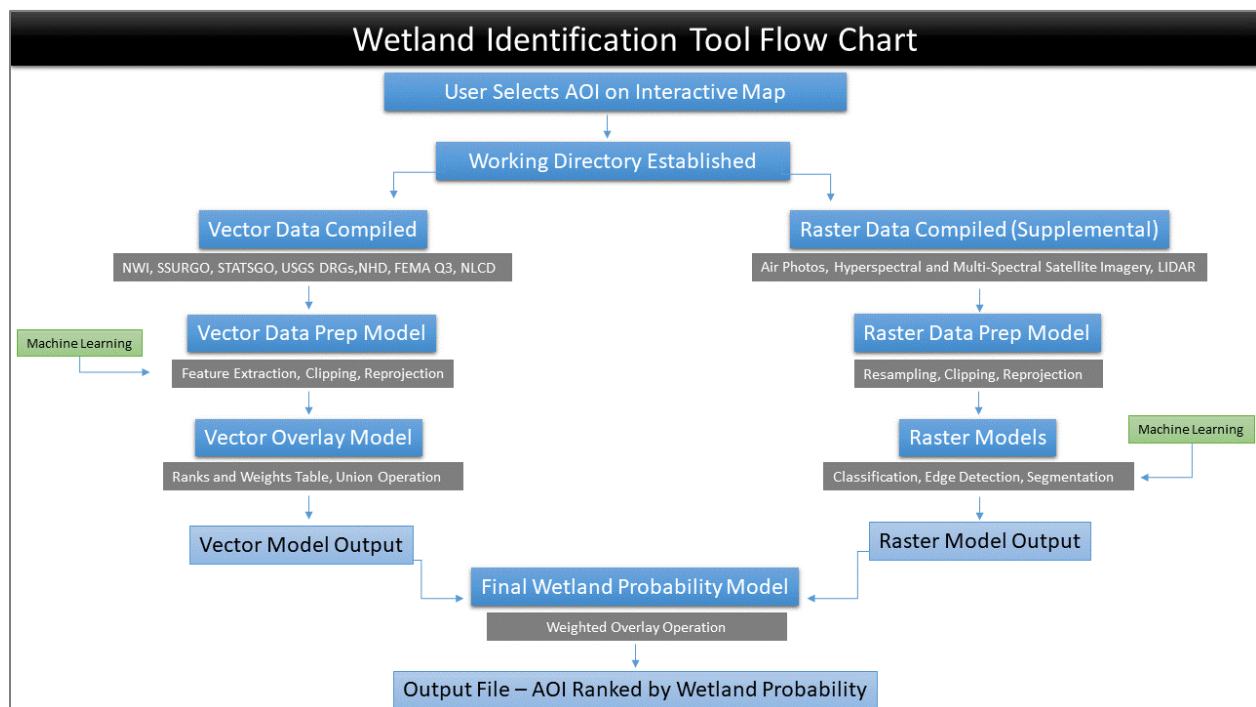 Wetland Identification Tool Flow Chart
User Selects AOI on Interactive Map
Working Directory Established
Vector Data Compiled
NWI, SSURGO, STATSGO, USGS DRGs,NHD, FEMA Q3, NLCD
Raster Data Compiled (Supplemental)
Air Photos, Hyperspectral and Multi-Spectral Satellite Imagery, LIDAR
Machine Learning
Vector Data Prep Model
Feature Extraction, Clipping, Reprojection
Raster Data Prep Model
Resampling, Clipping, Reprojection
Vector Overlay Model
Ranks and Weights Table, Union Operation
Raster Models
Classification, Edge Detection, Segmentation
Machine Learning
Vector Model Output
Raster Model Output
Final Wetland Probability Model
Weighted Overlay Operation
Output File – AOI Ranked by Wetland Probability